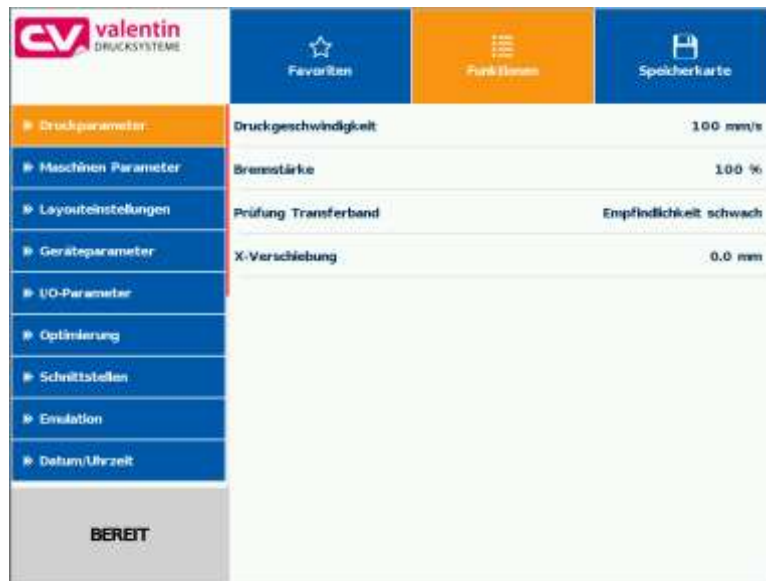 CV valentin
DRUCKSYSTEME
Favoriten
Funktionen
Speicherkarte
Druckparameter
Maschinen Parameter
Layouteinstellungen
Geräteparameter
I/O-Parameter
Optimierung
Schnittstellen
Emulation
Datum/Uhrzeit
BEREIT
Druckgeschwindigkeit 100 mm/s
Brennstärke 100 %
Prüfung Transferband Empfindlichkeit schwach
X-Verschiebung 0.0 mm